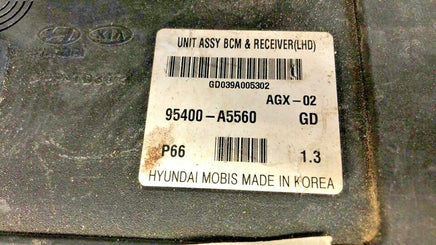 KIA
UNIT ASSY BCM & RECEIVER(LHD)
GD039A005302
AGX-02
95400-A5560 GD
P66 1.3
HYUNDAI MOBIS MADE IN KOREA